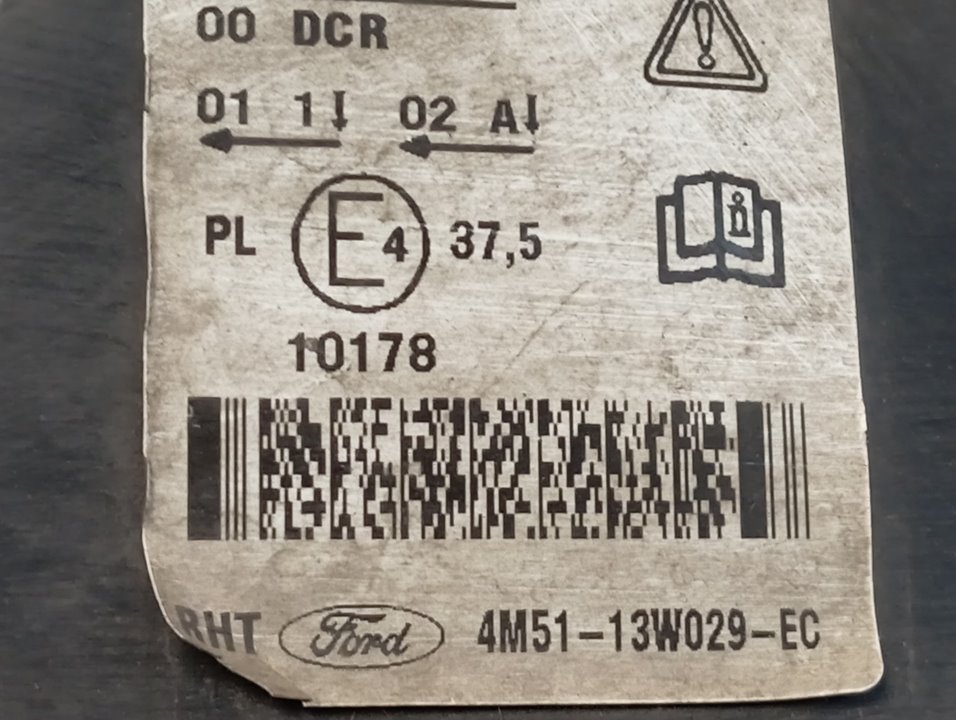 00 DCR
01 1↓ 02 A↓
PL E4 37,5
10178
RHT Ford 4M51-13W029-EC